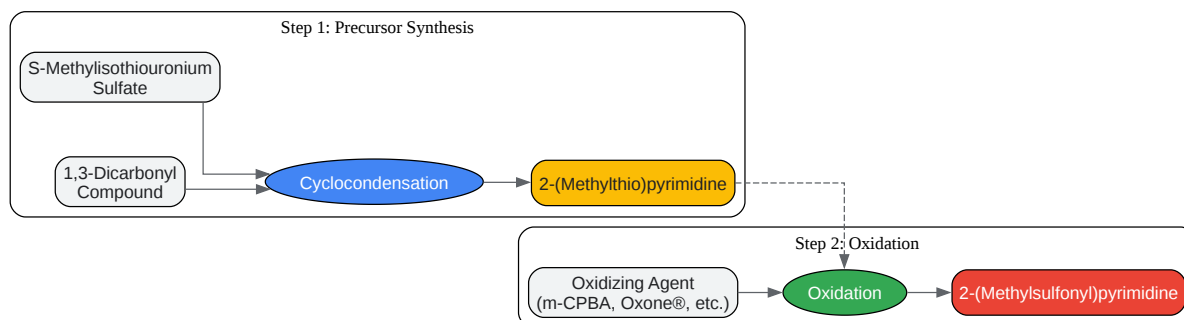 Step 1: Precursor Synthesis
S-Methylisothiouronium
Sulfate
1,3-Dicarbonyl
Compound
Cyclocondensation
2-(Methylthio)pyrimidine
Step 2: Oxidation
Oxidizing Agent
(m-CPBA, Oxone®, etc.)
Oxidation
2-(Methylsulfonyl)pyrimidine